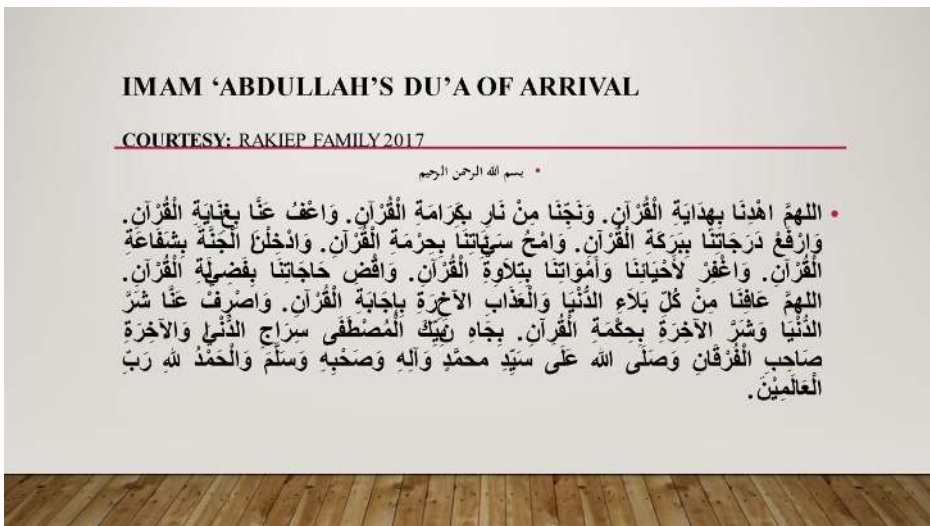 IMAM ‘ABDULLAH’S DU’A OF ARRIVAL
COURTESY: RAKIEP FAMILY 2017
• بسم الله الرحمن الرحيم
• اللهمَّ اهْدِنَا بِهِدَايَةِ الْقُرْآنِ. وَنَجِّنَا مِنْ نَارِ بِكَرَامَةِ الْقُرْآنِ. وَاعْفُ عَنَّا بِعِنَايَةِ الْقُرْآنِ.
وَارْفَعْ دَرَجَاتَنَا بِبَرَكَةِ الْقُرْآنِ. وَامْحُ سَيِّاَتِنَا بِحِرْمَةِ الْقُرْآنِ. وَادْخُلْنَ الْجَنَّةَ بِشَفَاعَةِ
الْقُرْآنِ. وَاغْفِرْ لأَحْيَائِنَا وَأَمْوَاتِنَا بِتِلَاوَةِ الْقُرْآنِ. وَاقْضِ حَاجَاتِنَا بِفَضِيْلَةِ الْقُرْآنِ.
اللهمَّ عَافِنَا مِنْ كُلِّ بَلَاءِ الدُّنْيَا وَالْعَذَابِ الآخِرَةِ بِإِجَابَةِ الْقُرْآنِ. وَاصْرِفْ عَنَّا شَرَّ
الدُّنْيَا وَشَرَّ الآخِرَةِ بِحِكْمَةِ الْقُرآنِ. بِجَاهِ نَبِيِّكَ الْمُصْطَفَى سِرَاجِ الدُّنْيَ وَالآخِرَةِ
صَاحِبِ الْفُرْقَانِ وَصَلَّى الله عَلَى سَيِّدِ محمَّدٍ وَآلِهِ وَصَحْبِهِ وَسَلَّمَ وَالْحَمْدُ للهِ رَبِّ
الْعَالَمِيْنَ.